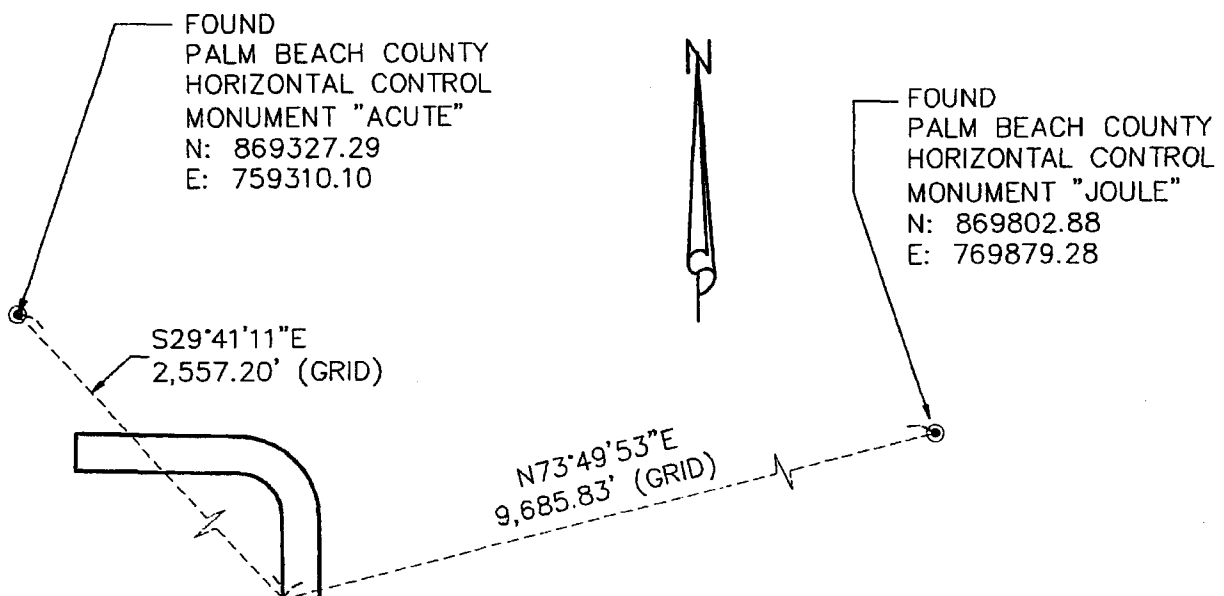 FOUND
PALM BEACH COUNTY
HORIZONTAL CONTROL
MONUMENT "ACUTE"
N: 869327.29
E: 759310.10
N
FOUND
PALM BEACH COUNTY
HORIZONTAL CONTROL
MONUMENT "JOULE"
N: 869802.88
E: 769879.28
S29°41'11"E
2,557.20' (GRID)
N73°49'53"E
9,685.83' (GRID)